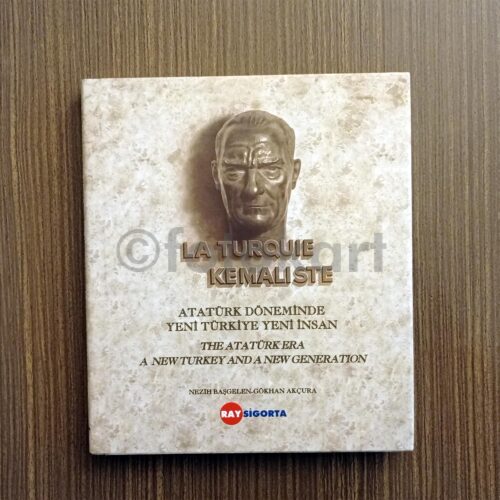 LA TURQUIE
KEMALISTE
ATATÜRK DÖNEMİNDE
YENİ TÜRKİYE YENİ İNSAN
THE ATATÜRK ERA
A NEW TURKEY AND A NEW GENERATION
NEZİH BAŞGELEN-GÖKHAN AKÇURA
RAY SİGORTA